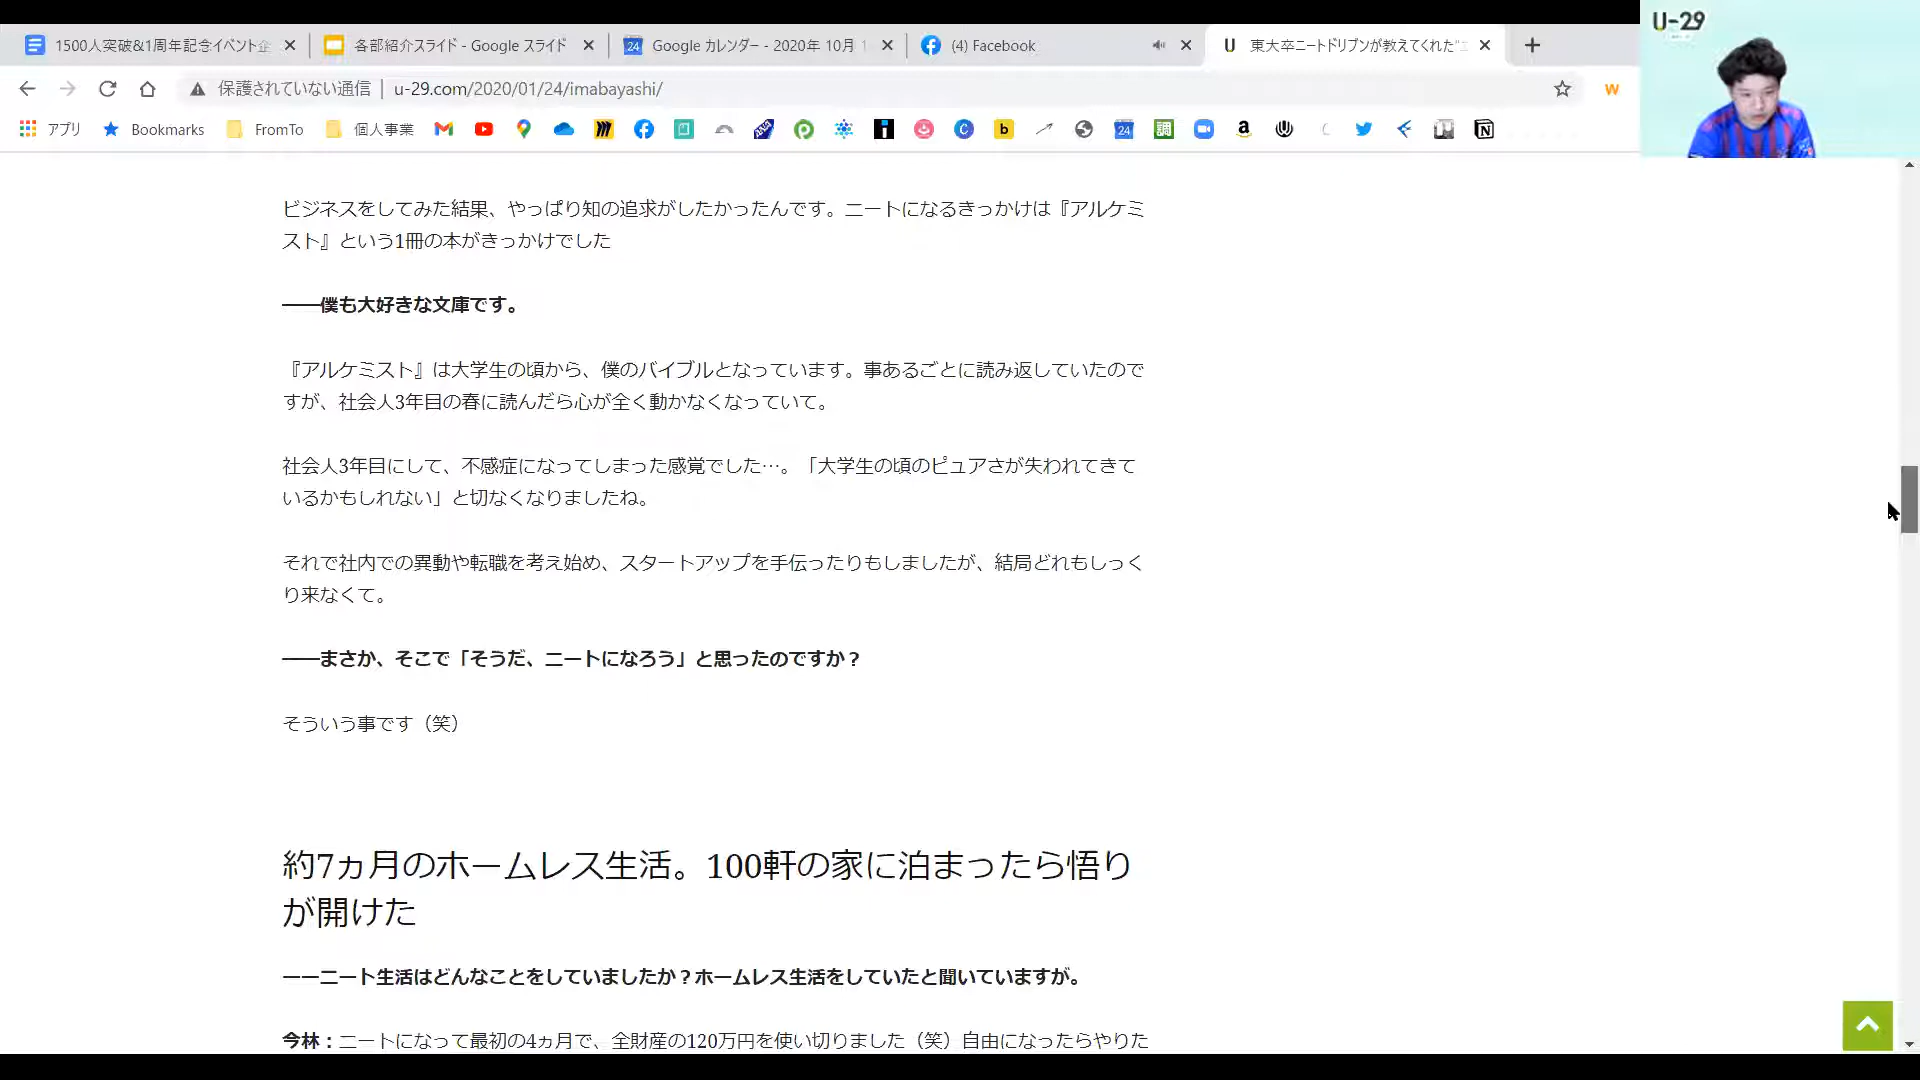 U-29
1500人突破&1周年記念イベント企
各部紹介スライド - Google スライド
Google カレンダー - 2020年 10月 1
(4) Facebook
東大卒ニートドリブンが教えてくれた"ニ
保護されていない通信 | u-29.com/2020/01/24/imabayashi/
アプリ Bookmarks FromTo 個人事業
ビジネスをしてみた結果、やっぱり知の追求がしたかったんです。ニートになるきっかけは『アルケミ
スト』という1冊の本がきっかけでした
――僕も大好きな文庫です。
『アルケミスト』は大学生の頃から、僕のバイブルとなっています。事あるごとに読み返していたので
すが、社会人3年目の春に読んだら心が全く動かなくなっていて。
社会人3年目にして、不感症になってしまった感覚でした…。「大学生の頃のピュアさが失われてきて
いるかもしれない」と切なくなりましたね。
それで社内での異動や転職を考え始め、スタートアップを手伝ったりもしましたが、結局どれもしっく
り来なくて。
――まさか、そこで「そうだ、ニートになろう」と思ったのですか？
そういう事です（笑）
約7ヵ月のホームレス生活。100軒の家に泊まったら悟り
が開けた
ーーニート生活はどんなことをしていましたか？ホームレス生活をしていたと聞いていますが。
今林：ニートになって最初の4ヵ月で、全財産の120万円を使い切りました（笑）自由になったらやりた